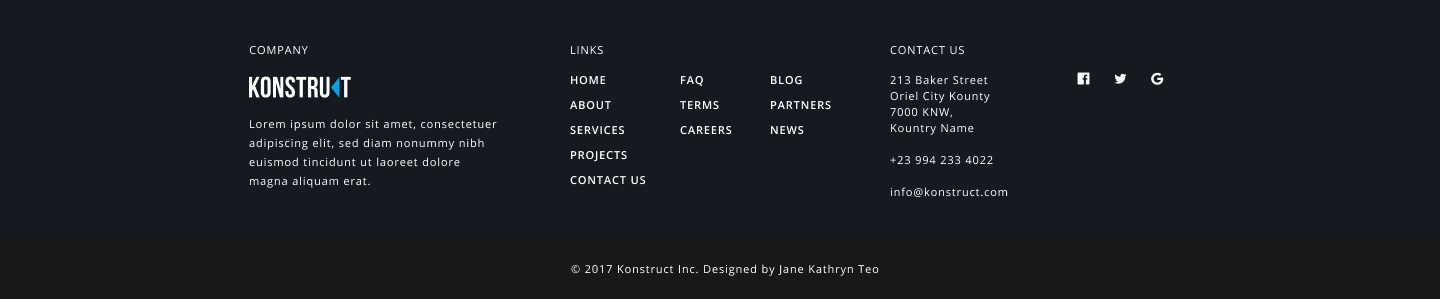 COMPANY
KONSTRUCT
Lorem ipsum dolor sit amet, consectetuer
adipiscing elit, sed diam nonummy nibh
euismod tincidunt ut laoreet dolore
magna aliquam erat.
LINKS
HOME
ABOUT
SERVICES
PROJECTS
CONTACT US
FAQ
TERMS
CAREERS
BLOG
PARTNERS
NEWS
CONTACT US
213 Baker Street
Oriel City Kounty
7000 KNW,
Kountry Name
+23 994 233 4022
info@konstruct.com
© 2017 Konstruct Inc. Designed by Jane Kathryn Teo